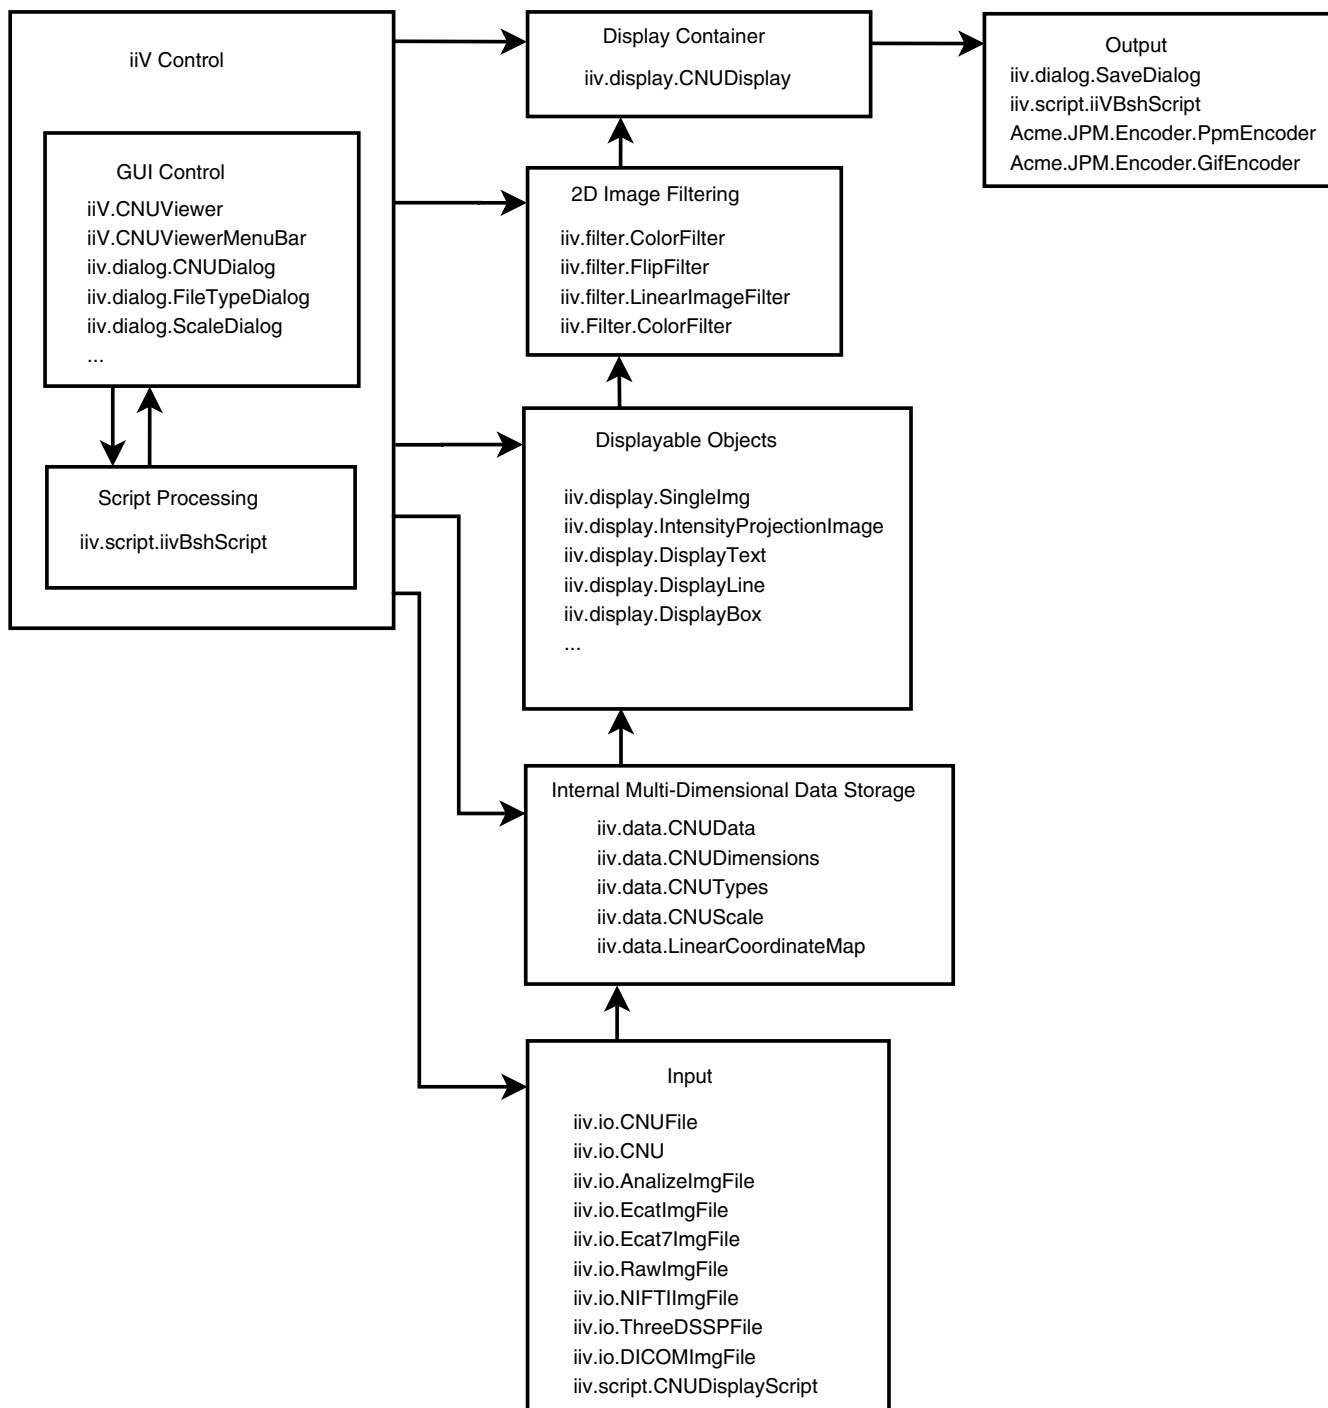 iiV Control
GUI Control
iiV.CNUViewer
iiV.CNUViewerMenuBar
iiv.dialog.CNUDialog
iiv.dialog.FileTypeDialog
iiv.dialog.ScaleDialog
...
Script Processing
iiv.script.iivBshScript
Display Container
iiv.display.CNUDisplay
Output
iiv.dialog.SaveDialog
iiv.script.iiVBshScript
Acme.JPM.Encoder.PpmEncoder
Acme.JPM.Encoder.GifEncoder
2D Image Filtering
iiv.filter.ColorFilter
iiv.filter.FlipFilter
iiv.filter.LinearImageFilter
iiv.Filter.ColorFilter
Displayable Objects
iiv.display.SingleImg
iiv.display.IntensityProjectionImage
iiv.display.DisplayText
iiv.display.DisplayLine
iiv.display.DisplayBox
...
Internal Multi-Dimensional Data Storage
iiv.data.CNUData
iiv.data.CNUDimensions
iiv.data.CNUTypes
iiv.data.CNUScale
iiv.data.LinearCoordinateMap
Input
iiv.io.CNUFile
iiv.io.CNU
iiv.io.AnalizeImgFile
iiv.io.EcatImgFile
iiv.io.Ecat7ImgFile
iiv.io.RawImgFile
iiv.io.NIFTIImgFile
iiv.io.ThreeDSSPFile
iiv.io.DICOMImgFile
iiv.script.CNUDisplayScript